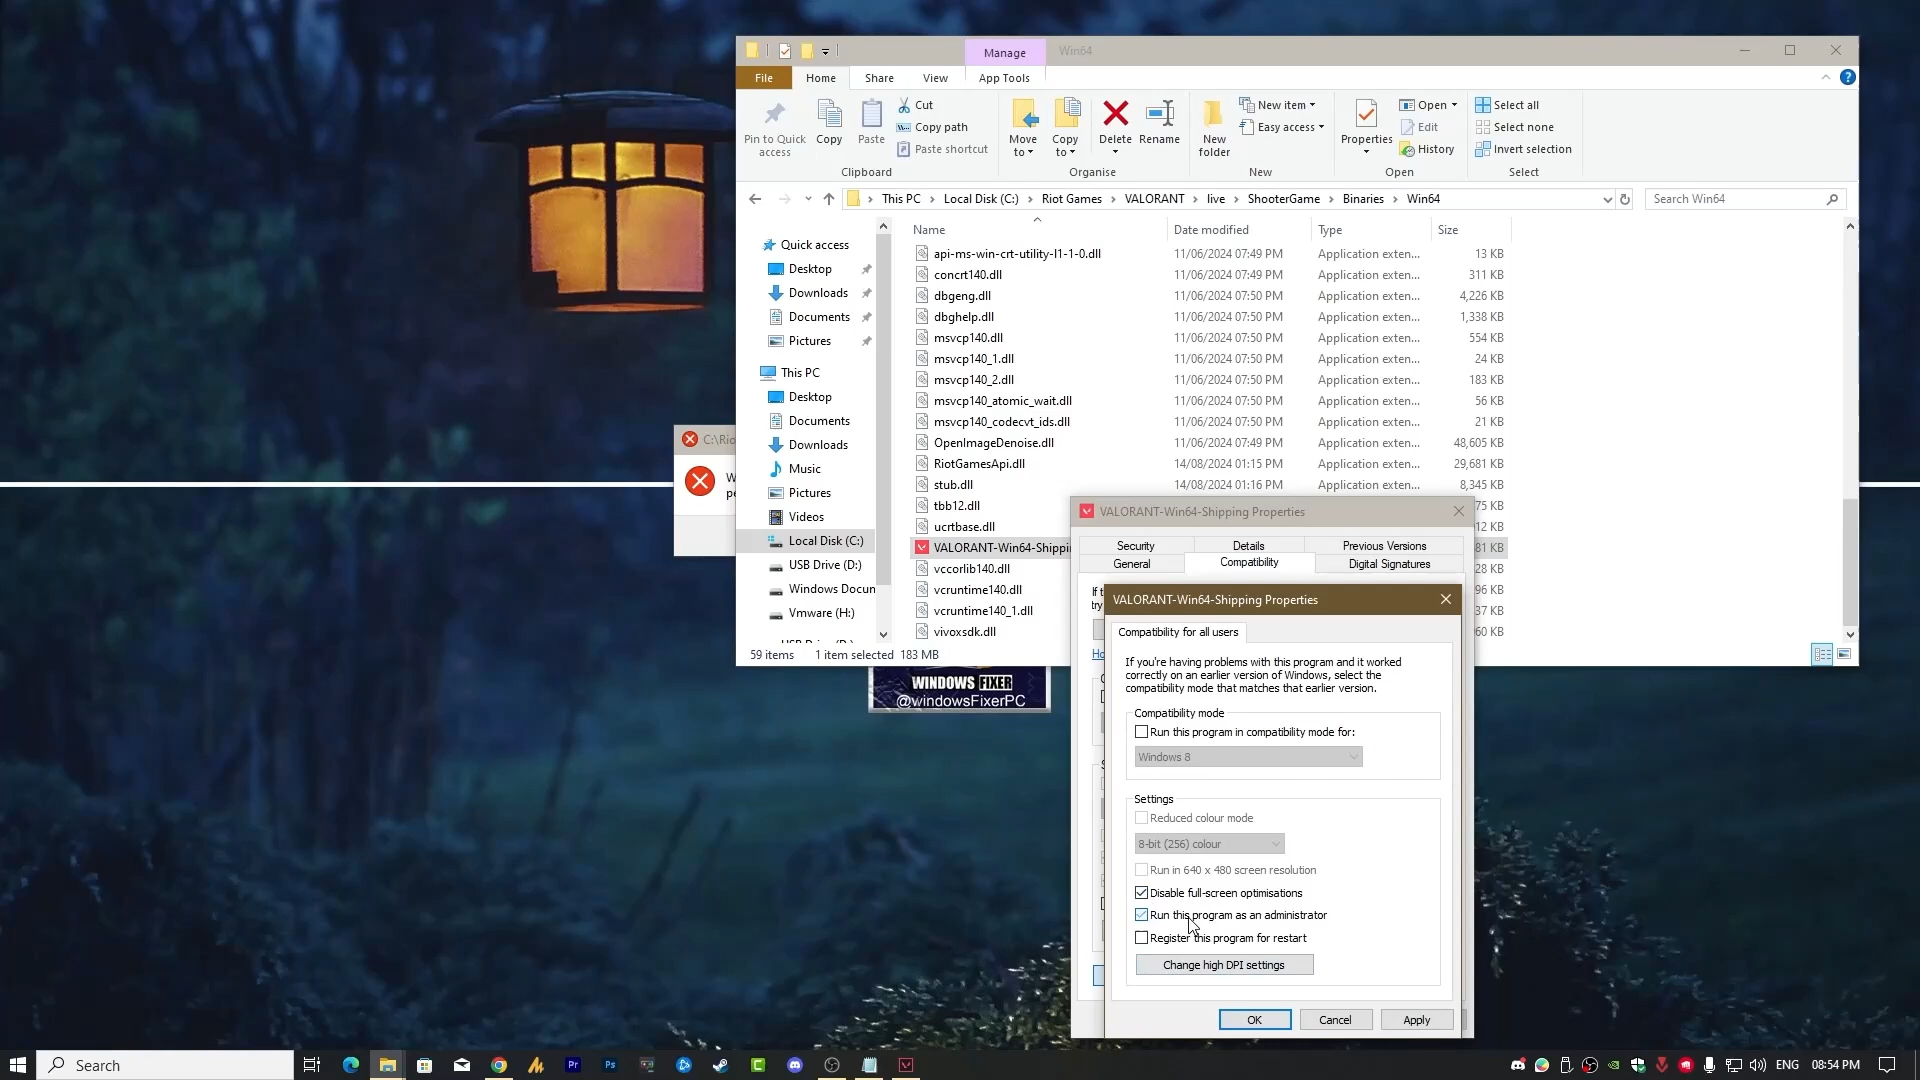 Manage
Win64
File
Home
Share
View
App Tools
Pin to Quick
access
Copy
Paste
Cut
Copy path
Paste shortcut
Move
to
Copy
to
Delete
Rename
New
folder
New item
Easy access
Properties
Open
Edit
History
Select all
Select none
Invert selection
Clipboard
Organise
New
Open
Select
This PC
Local Disk (C:)
Riot Games
VALORANT
live
ShooterGame
Binaries
Win64
Search Win64
Quick access
Desktop
Downloads
Documents
Pictures
This PC
Desktop
Documents
Downloads
Music
Pictures
Videos
Local Disk (C:)
USB Drive (D:)
Windows Docun
Vmware (H:)
Name
Date modified
Type
Size
api-ms-win-crt-utility-l1-1-0.dll 11/06/2024 07:49 PM Application exten... 13 KB
concrt140.dll 11/06/2024 07:49 PM Application exten... 311 KB
dbgeng.dll 11/06/2024 07:50 PM Application exten... 4,226 KB
dbghelp.dll 11/06/2024 07:50 PM Application exten... 1,338 KB
msvcp140.dll 11/06/2024 07:50 PM Application exten... 554 KB
msvcp140_1.dll 11/06/2024 07:50 PM Application exten... 24 KB
msvcp140_2.dll 11/06/2024 07:50 PM Application exten... 183 KB
msvcp140_atomic_wait.dll 11/06/2024 07:50 PM Application exten... 56 KB
msvcp140_codecvt_ids.dll 11/06/2024 07:50 PM Application exten... 21 KB
OpenImageDenoise.dll 11/06/2024 07:49 PM Application exten... 48,605 KB
RiotGamesApi.dll 14/08/2024 01:15 PM Application exten... 29,681 KB
stub.dll 14/08/2024 01:16 PM Application exten... 8,345 KB
tbb12.dll 75 KB
ucrtbase.dll 12 KB
VALORANT-Win64-Shippi 81 KB
vccorlib140.dll 28 KB
vcruntime140.dll 96 KB
vcruntime140_1.dll 37 KB
vivoxsdk.dll 60 KB
59 items 1 item selected 183 MB
C:\Rio
WINDOWS FIXER
@windowsFixerPC
VALORANT-Win64-Shipping Properties
Security
Details
Previous Versions
General
Compatibility
Digital Signatures
If t
try
VALORANT-Win64-Shipping Properties
Compatibility for all users
If you're having problems with this program and it worked
correctly on an earlier version of Windows, select the
compatibility mode that matches that earlier version.
Compatibility mode
Run this program in compatibility mode for:
Windows 8
Settings
Reduced colour mode
8-bit (256) colour
Run in 640 x 480 screen resolution
Disable full-screen optimisations
Run this program as an administrator
Register this program for restart
Change high DPI settings
OK
Cancel
Apply
Search
ENG
08:54 PM